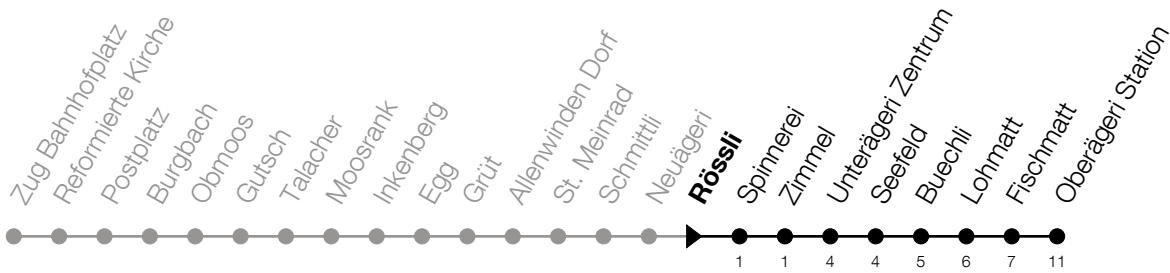 Zug Bahnhofplatz
Reformierte Kirche
Postplatz
Burgbach
Obmoos
Gutsch
Talacher
Moosrank
Inkenberg
Egg
Grüt
Allenwinden Dorf
St. Meinrad
Schmittli
Neuägeri
Rössli
Spinnerei
Zimmel
Unterägeri Zentrum
Seefeld
Buechli
Lohmatt
Fischmatt
Oberägeri Station
1 1 4 4 5 6 7 11